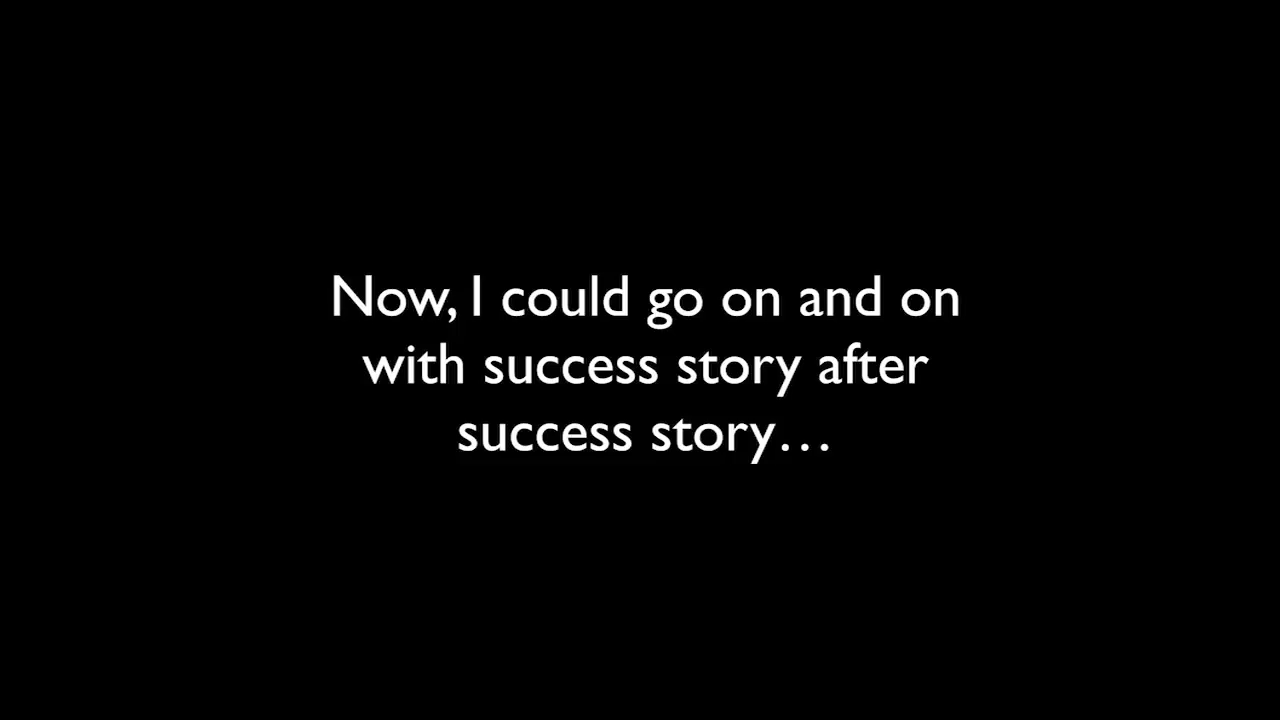 Now, I could go on and on
with success story after
success story…